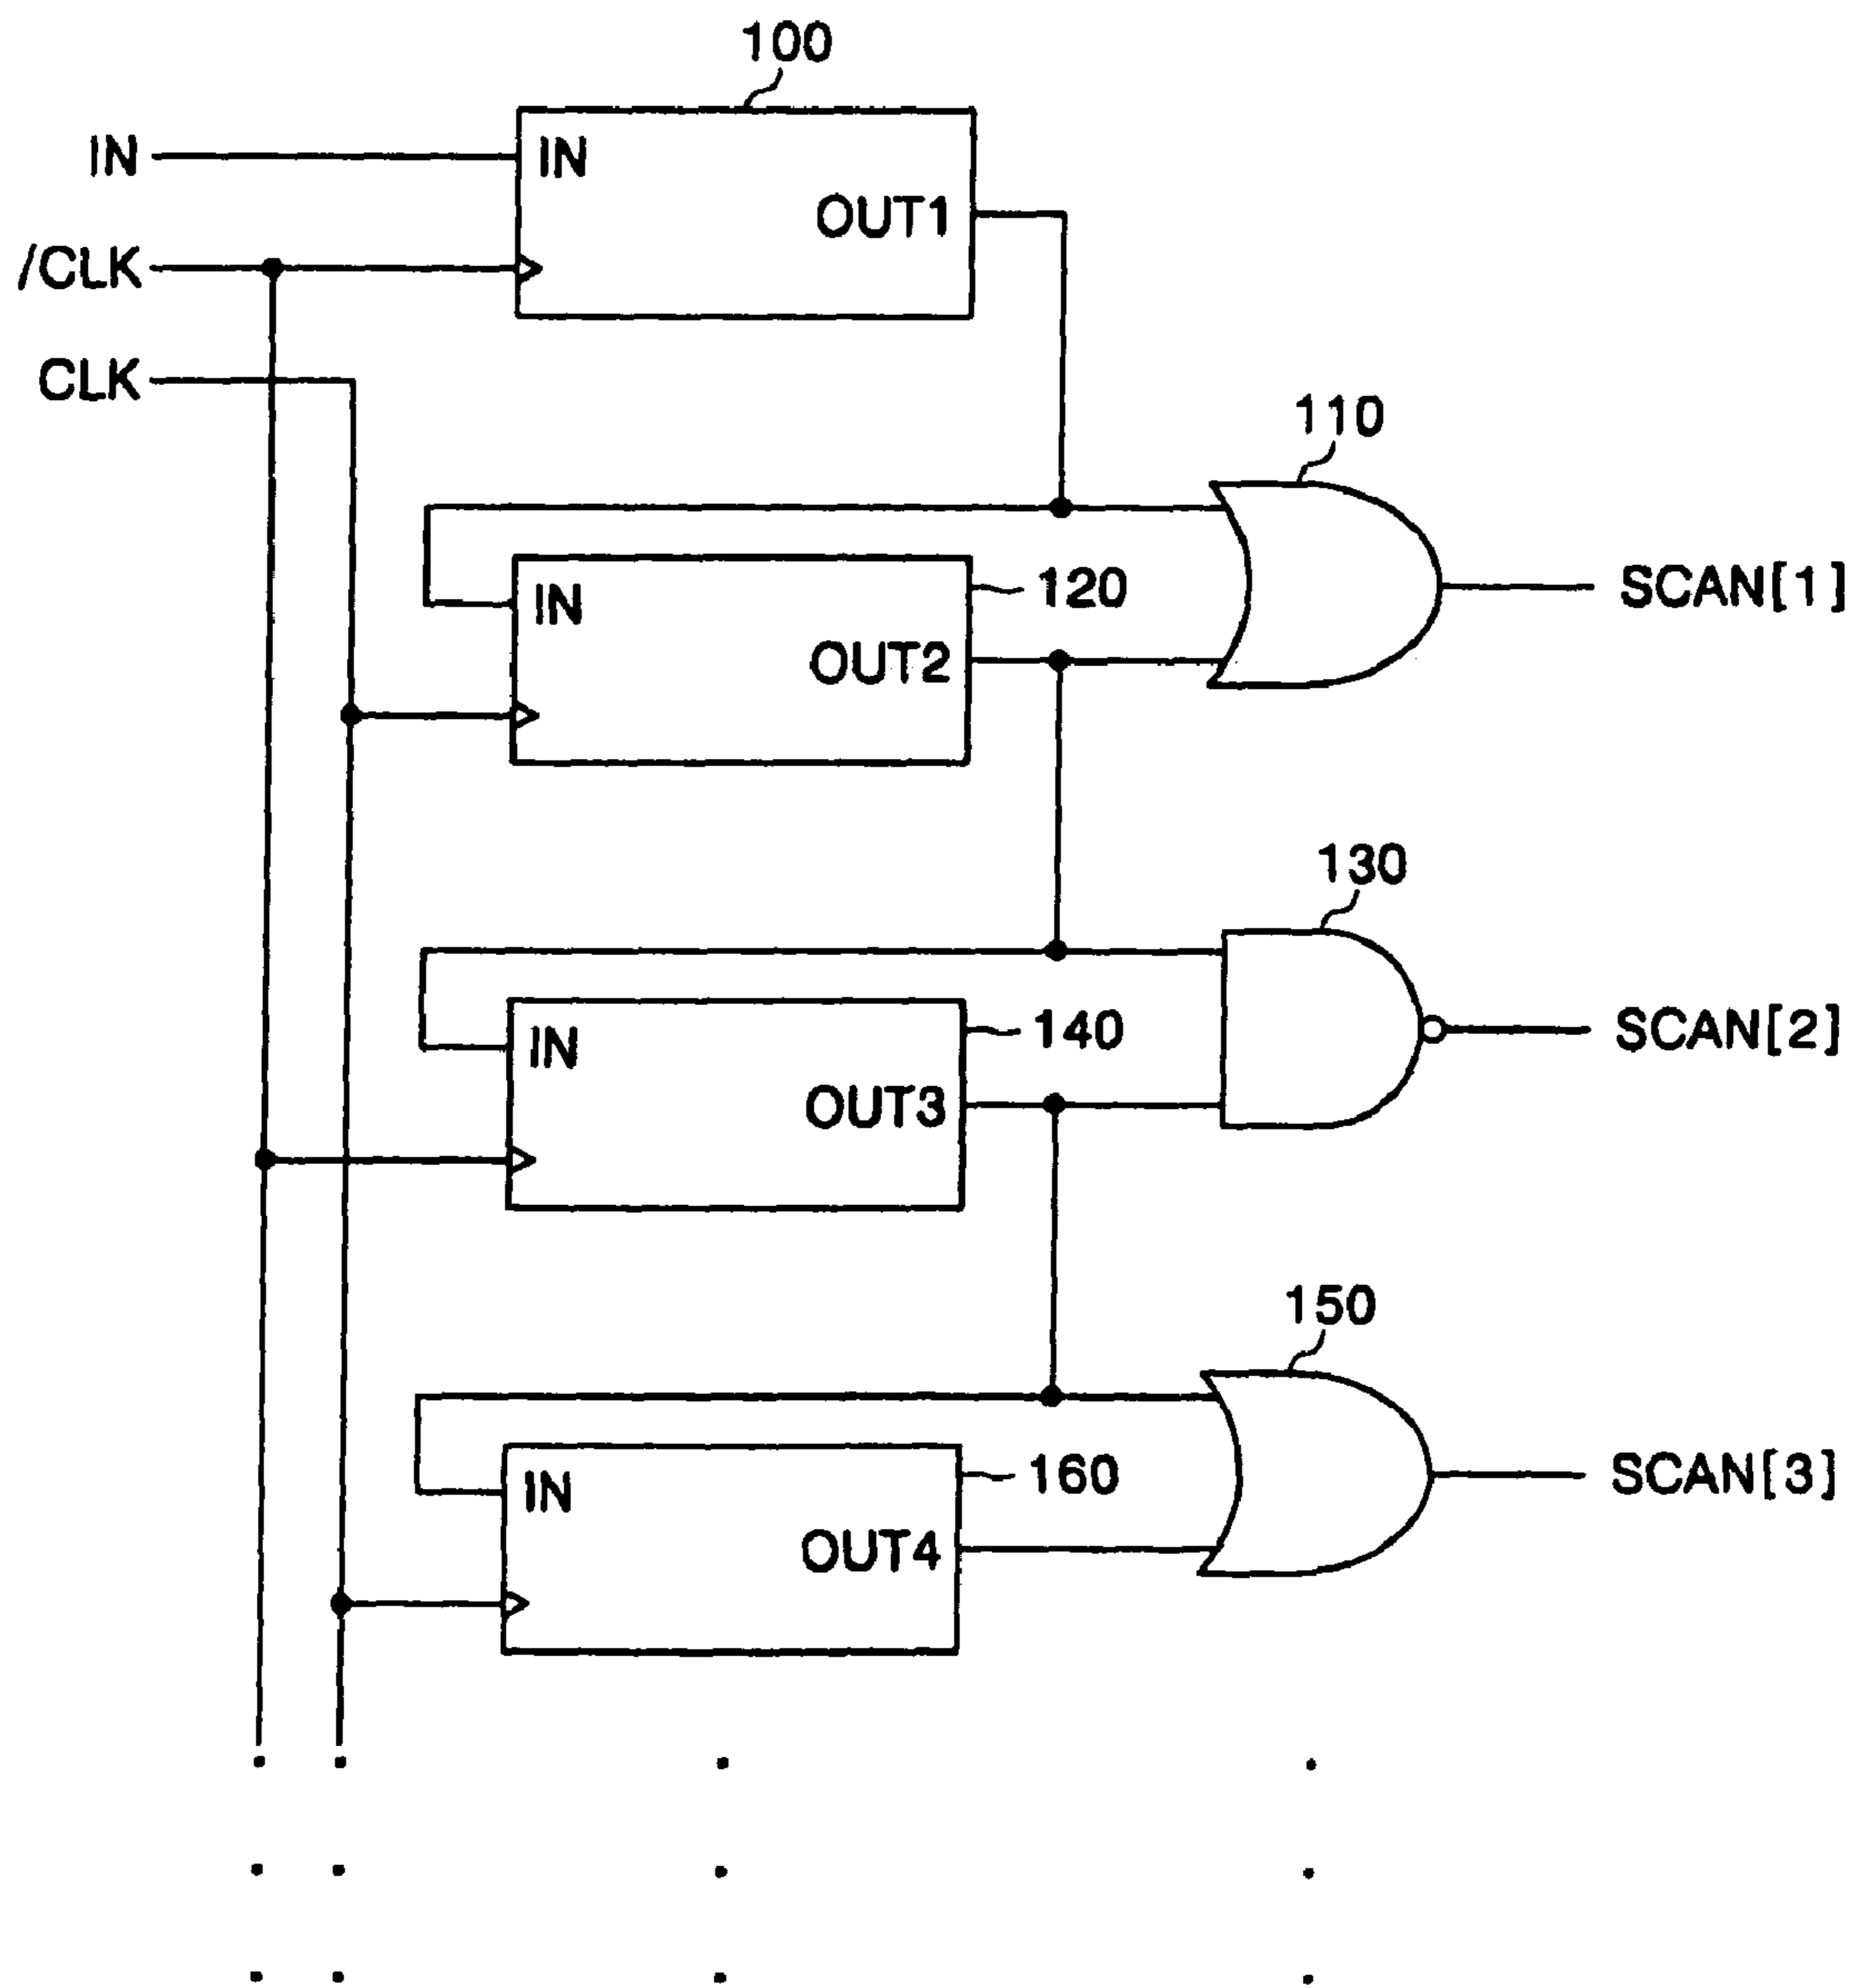 100
IN
IN
OUT1
/CLK
CLK
110
IN
120
SCAN[1]
OUT2
130
IN
140
SCAN[2]
OUT3
150
IN
160
SCAN[3]
OUT4